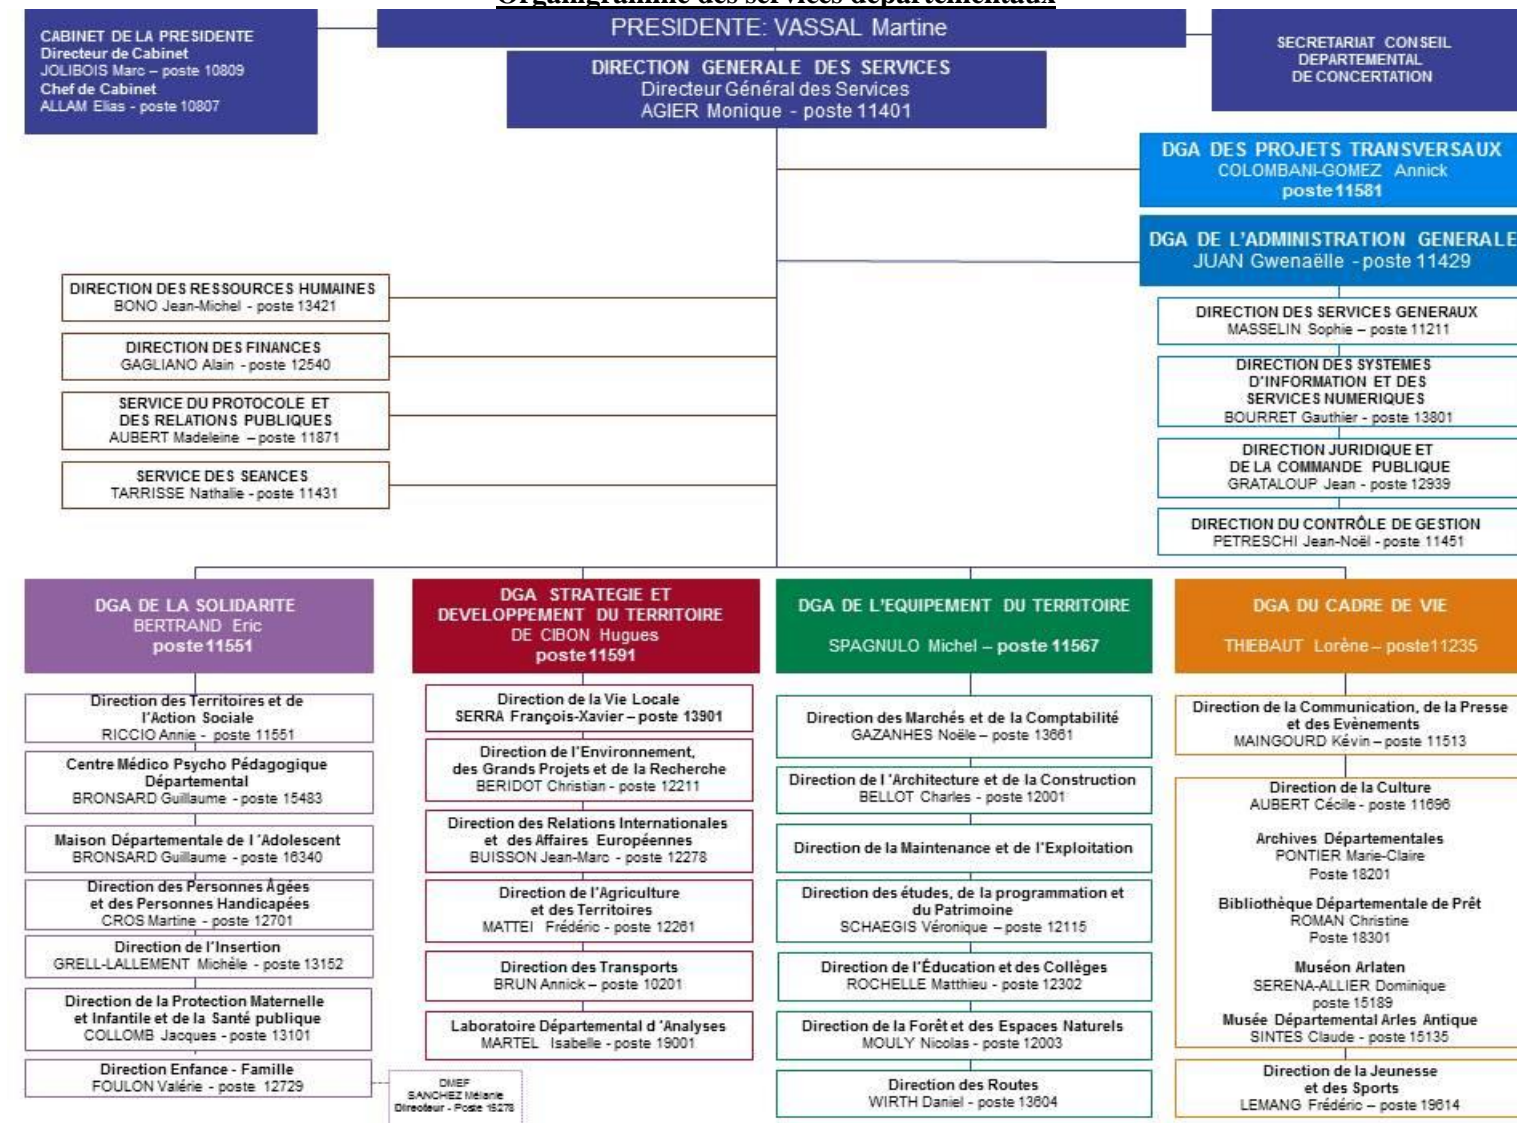 Organigramme des services départementaux
CABINET DE LA PRESIDENTE
Directeur de Cabinet
JOLIBOIS Marc – poste 10809
Chef de Cabinet
ALLAM Elias - poste 10807
PRESIDENTE: VASSAL Martine
DIRECTION GENERALE DES SERVICES
Directeur Général des Services
AGIER Monique - poste 11401
SECRETARIAT CONSEIL
DEPARTEMENTAL
DE CONCERTATION
DGA DES PROJETS TRANSVERSAUX
COLOMBANI-GOMEZ Annick
poste 11581
DGA DE L'ADMINISTRATION GENERALE
JUAN Gwenaëlle - poste 11429
DIRECTION DES RESSOURCES HUMAINES
BONO Jean-Michel - poste 13421
DIRECTION DES FINANCES
GAGLIANO Alain - poste 12540
SERVICE DU PROTOCOLE ET
DES RELATIONS PUBLIQUES
AUBERT Madeleine – poste 11871
SERVICE DES SEANCES
TARRISSE Nathalie - poste 11431
DIRECTION DES SERVICES GENERAUX
MASSELIN Sophie – poste 11211
DIRECTION DES SYSTEMES
D'INFORMATION ET DES
SERVICES NUMERIQUES
BOURRET Gauthier - poste 13801
DIRECTION JURIDIQUE ET
DE LA COMMANDE PUBLIQUE
GRATALOUP Jean - poste 12939
DIRECTION DU CONTRÔLE DE GESTION
PETRESCHI Jean-Noël - poste 11451
DGA DE LA SOLIDARITE
BERTRAND Eric
poste 11551
Direction des Territoires et de
l'Action Sociale
RICCIO Annie - poste 11551
Centre Médico Psycho Pédagogique
Départemental
BRONSARD Guillaume - poste 15483
Maison Départementale de l 'Adolescent
BRONSARD Guillaume - poste 16340
Direction des Personnes Âgées
et des Personnes Handicapées
CROS Martine - poste 12701
Direction de l'Insertion
GRELL-LALLEMENT Michèle - poste 13152
Direction de la Protection Maternelle
et Infantile et de la Santé publique
COLLOMB Jacques - poste 13101
Direction Enfance - Famille
FOULON Valérie - poste 12729
DMEF
SANCHEZ Mélanie
Directeur - Poste 15278
DGA STRATEGIE ET
DEVELOPPEMENT DU TERRITOIRE
DE CIBON Hugues
poste 11591
Direction de la Vie Locale
SERRA François-Xavier – poste 13901
Direction de l'Environnement,
des Grands Projets et de la Recherche
BERIDOT Christian - poste 12211
Direction des Relations Internationales
et des Affaires Européennes
BUISSON Jean-Marc - poste 12278
Direction de l'Agriculture
et des Territoires
MATTEI Frédéric - poste 12261
Direction des Transports
BRUN Annick – poste 10201
Laboratoire Départemental d 'Analyses
MARTEL Isabelle - poste 19001
DGA DE L'EQUIPEMENT DU TERRITOIRE
SPAGNULO Michel – poste 11567
Direction des Marchés et de la Comptabilité
GAZANHES Noële – poste 13661
Direction de l 'Architecture et de la Construction
BELLOT Charles - poste 12001
Direction de la Maintenance et de l'Exploitation
Direction des études, de la programmation et
du Patrimoine
SCHAEGIS Véronique – poste 12115
Direction de l'Éducation et des Collèges
ROCHELLE Matthieu - poste 12302
Direction de la Forêt et des Espaces Naturels
MOULY Nicolas - poste 12003
Direction des Routes
WIRTH Daniel - poste 13604
DGA DU CADRE DE VIE
THIEBAUT Lorène – poste11235
Direction de la Communication, de la Presse
et des Evènements
MAINGOURD Kévin – poste 11513
Direction de la Culture
AUBERT Cécile - poste 11696
Archives Départementales
PONTIER Marie-Claire
Poste 18201
Bibliothèque Départementale de Prêt
ROMAN Christine
Poste 18301
Muséon Arlaten
SERENA-ALLIER Dominique
poste 15189
Musée Départemental Arles Antique
SINTES Claude - poste 15135
Direction de la Jeunesse
et des Sports
LEMANG Frédéric – poste 19614